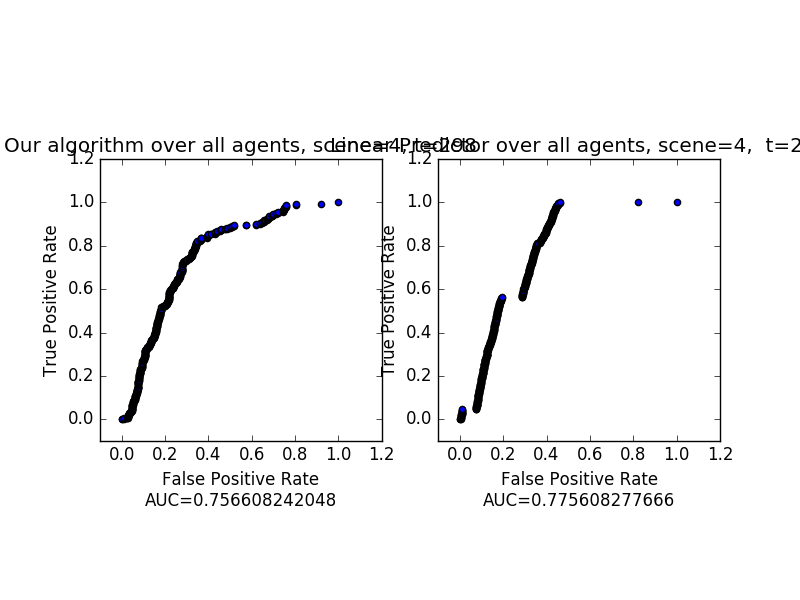 Our algorithm over all agents, scene=4, t=298
Linear Predictor over all agents, scene=4,  t=2
1.2
1.0
0.8
0.6
0.4
0.2
0.0
True Positive Rate
0.0 0.2 0.4 0.6 0.8 1.0 1.2
False Positive Rate
AUC=0.756608242048
1.2
1.0
0.8
0.6
0.4
0.2
0.0
True Positive Rate
0.0 0.2 0.4 0.6 0.8 1.0 1.2
False Positive Rate
AUC=0.775608277666